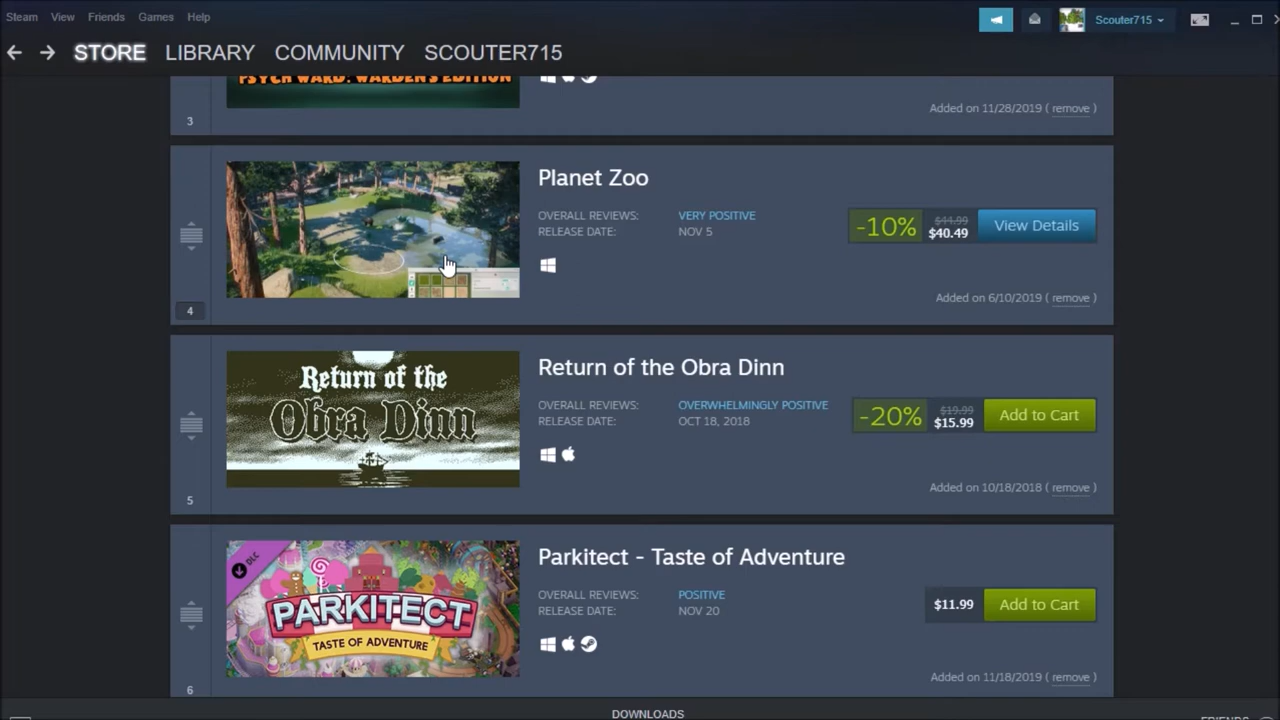 Steam View Friends Games Help Scouter715
STORE LIBRARY COMMUNITY SCOUTER715
PSYCH WARD: WARDEN'S EDITION
3
Added on 11/28/2019 ( remove )
Planet Zoo
OVERALL REVIEWS: VERY POSITIVE
RELEASE DATE: NOV 5
-10% $44.99 $40.49 View Details
4
Added on 6/10/2019 ( remove )
Return of the
Obra Dinn
Return of the Obra Dinn
OVERALL REVIEWS: OVERWHELMINGLY POSITIVE
RELEASE DATE: OCT 18, 2018
-20% $19.99 $15.99 Add to Cart
5
Added on 10/18/2018 ( remove )
DLC
PARKITECT
TASTE OF ADVENTURE
Parkitect - Taste of Adventure
OVERALL REVIEWS: POSITIVE
RELEASE DATE: NOV 20
$11.99 Add to Cart
6
Added on 11/18/2019 ( remove )
DOWNLOADS